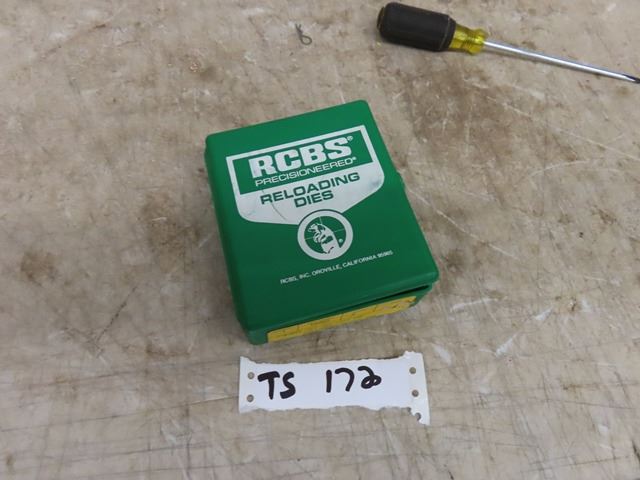 RCBS®
PRECISIONEERED®
RELOADING
DIES
RCBS, INC. OROVILLE, CALIFORNIA 95965
TS 172